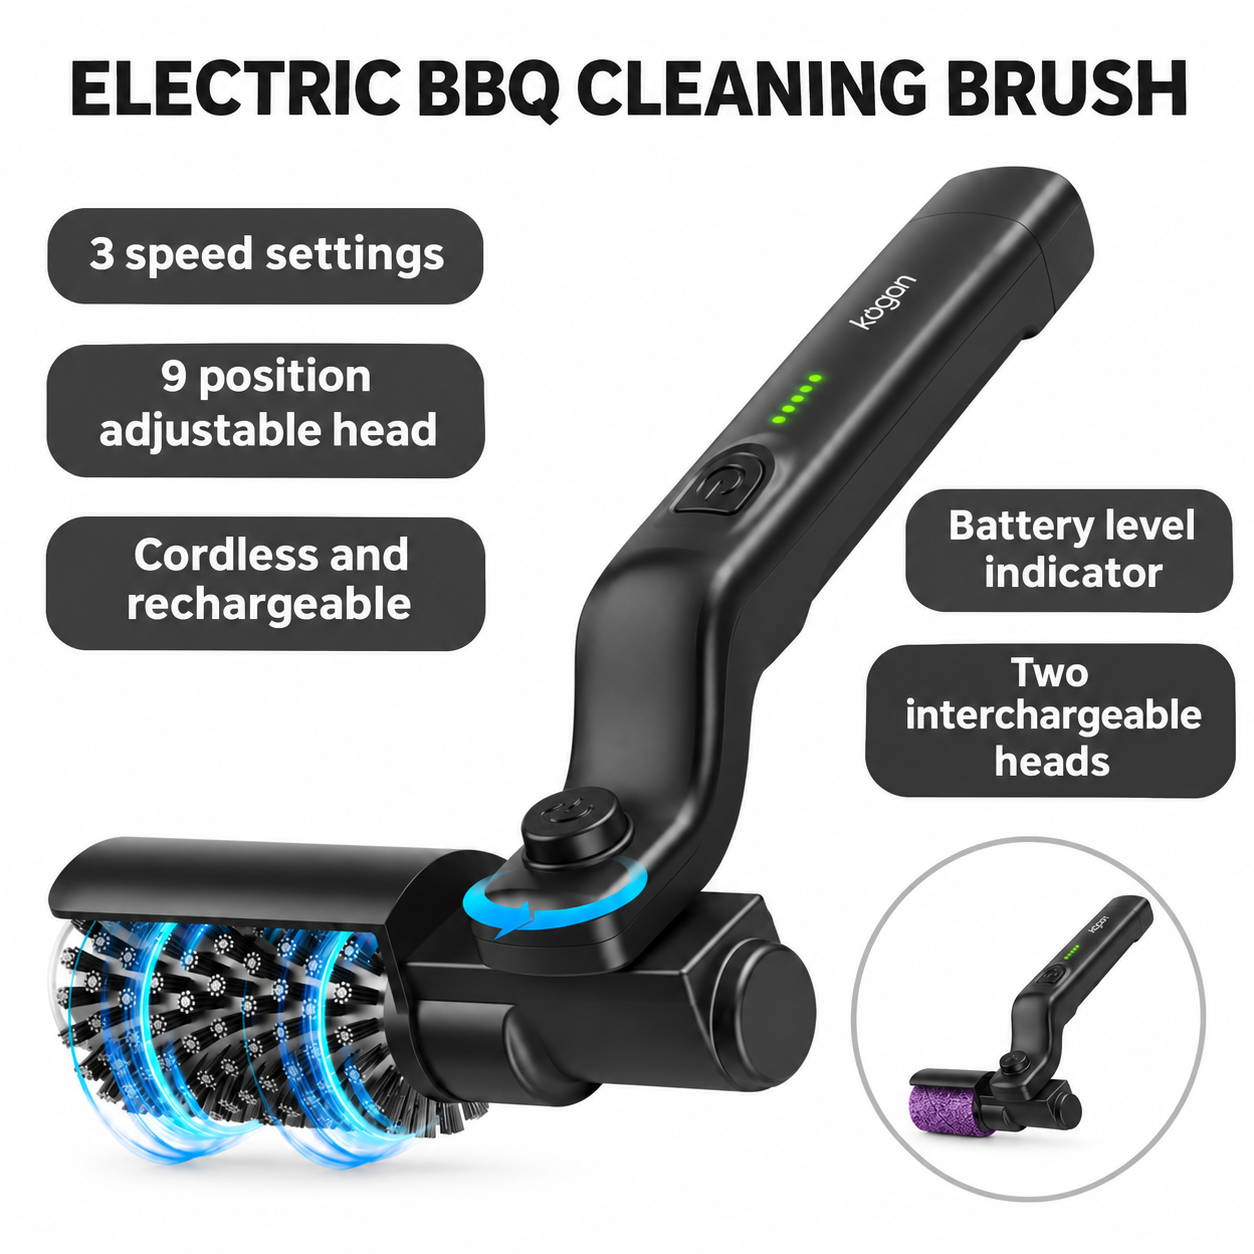 ELECTRIC BBQ CLEANING BRUSH
3 speed settings
9 position
adjustable head
Cordless and
rechargeable
kogan
Battery level
indicator
Two
interchargeable
heads
kogan